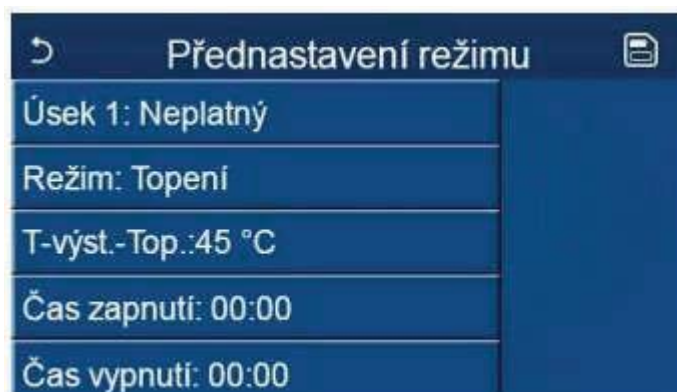 Přednastavení režimu
Úsek 1: Neplatný
Režim: Topení
T-výst.-Top.:45 °C
Čas zapnutí: 00:00
Čas vypnutí: 00:00